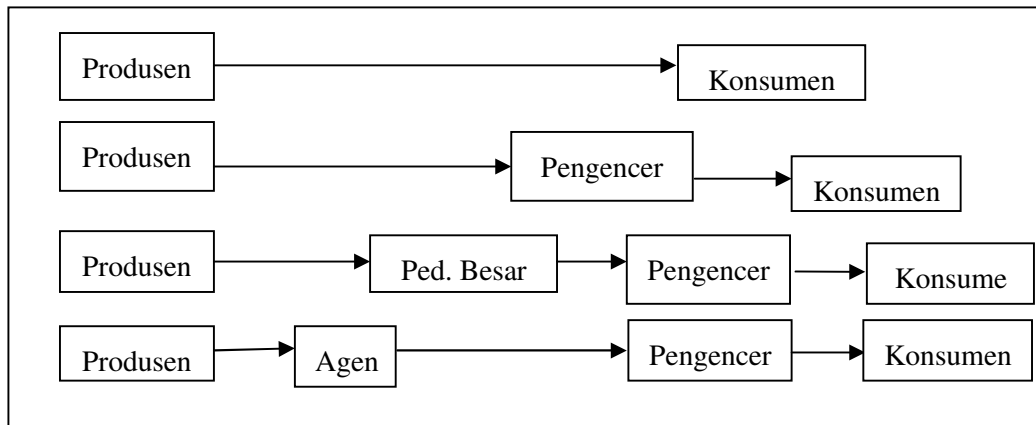 Produsen
Konsumen
Produsen
Pengencer
Konsumen
Produsen
Ped. Besar
Pengencer
Konsume
Produsen
Agen
Pengencer
Konsumen